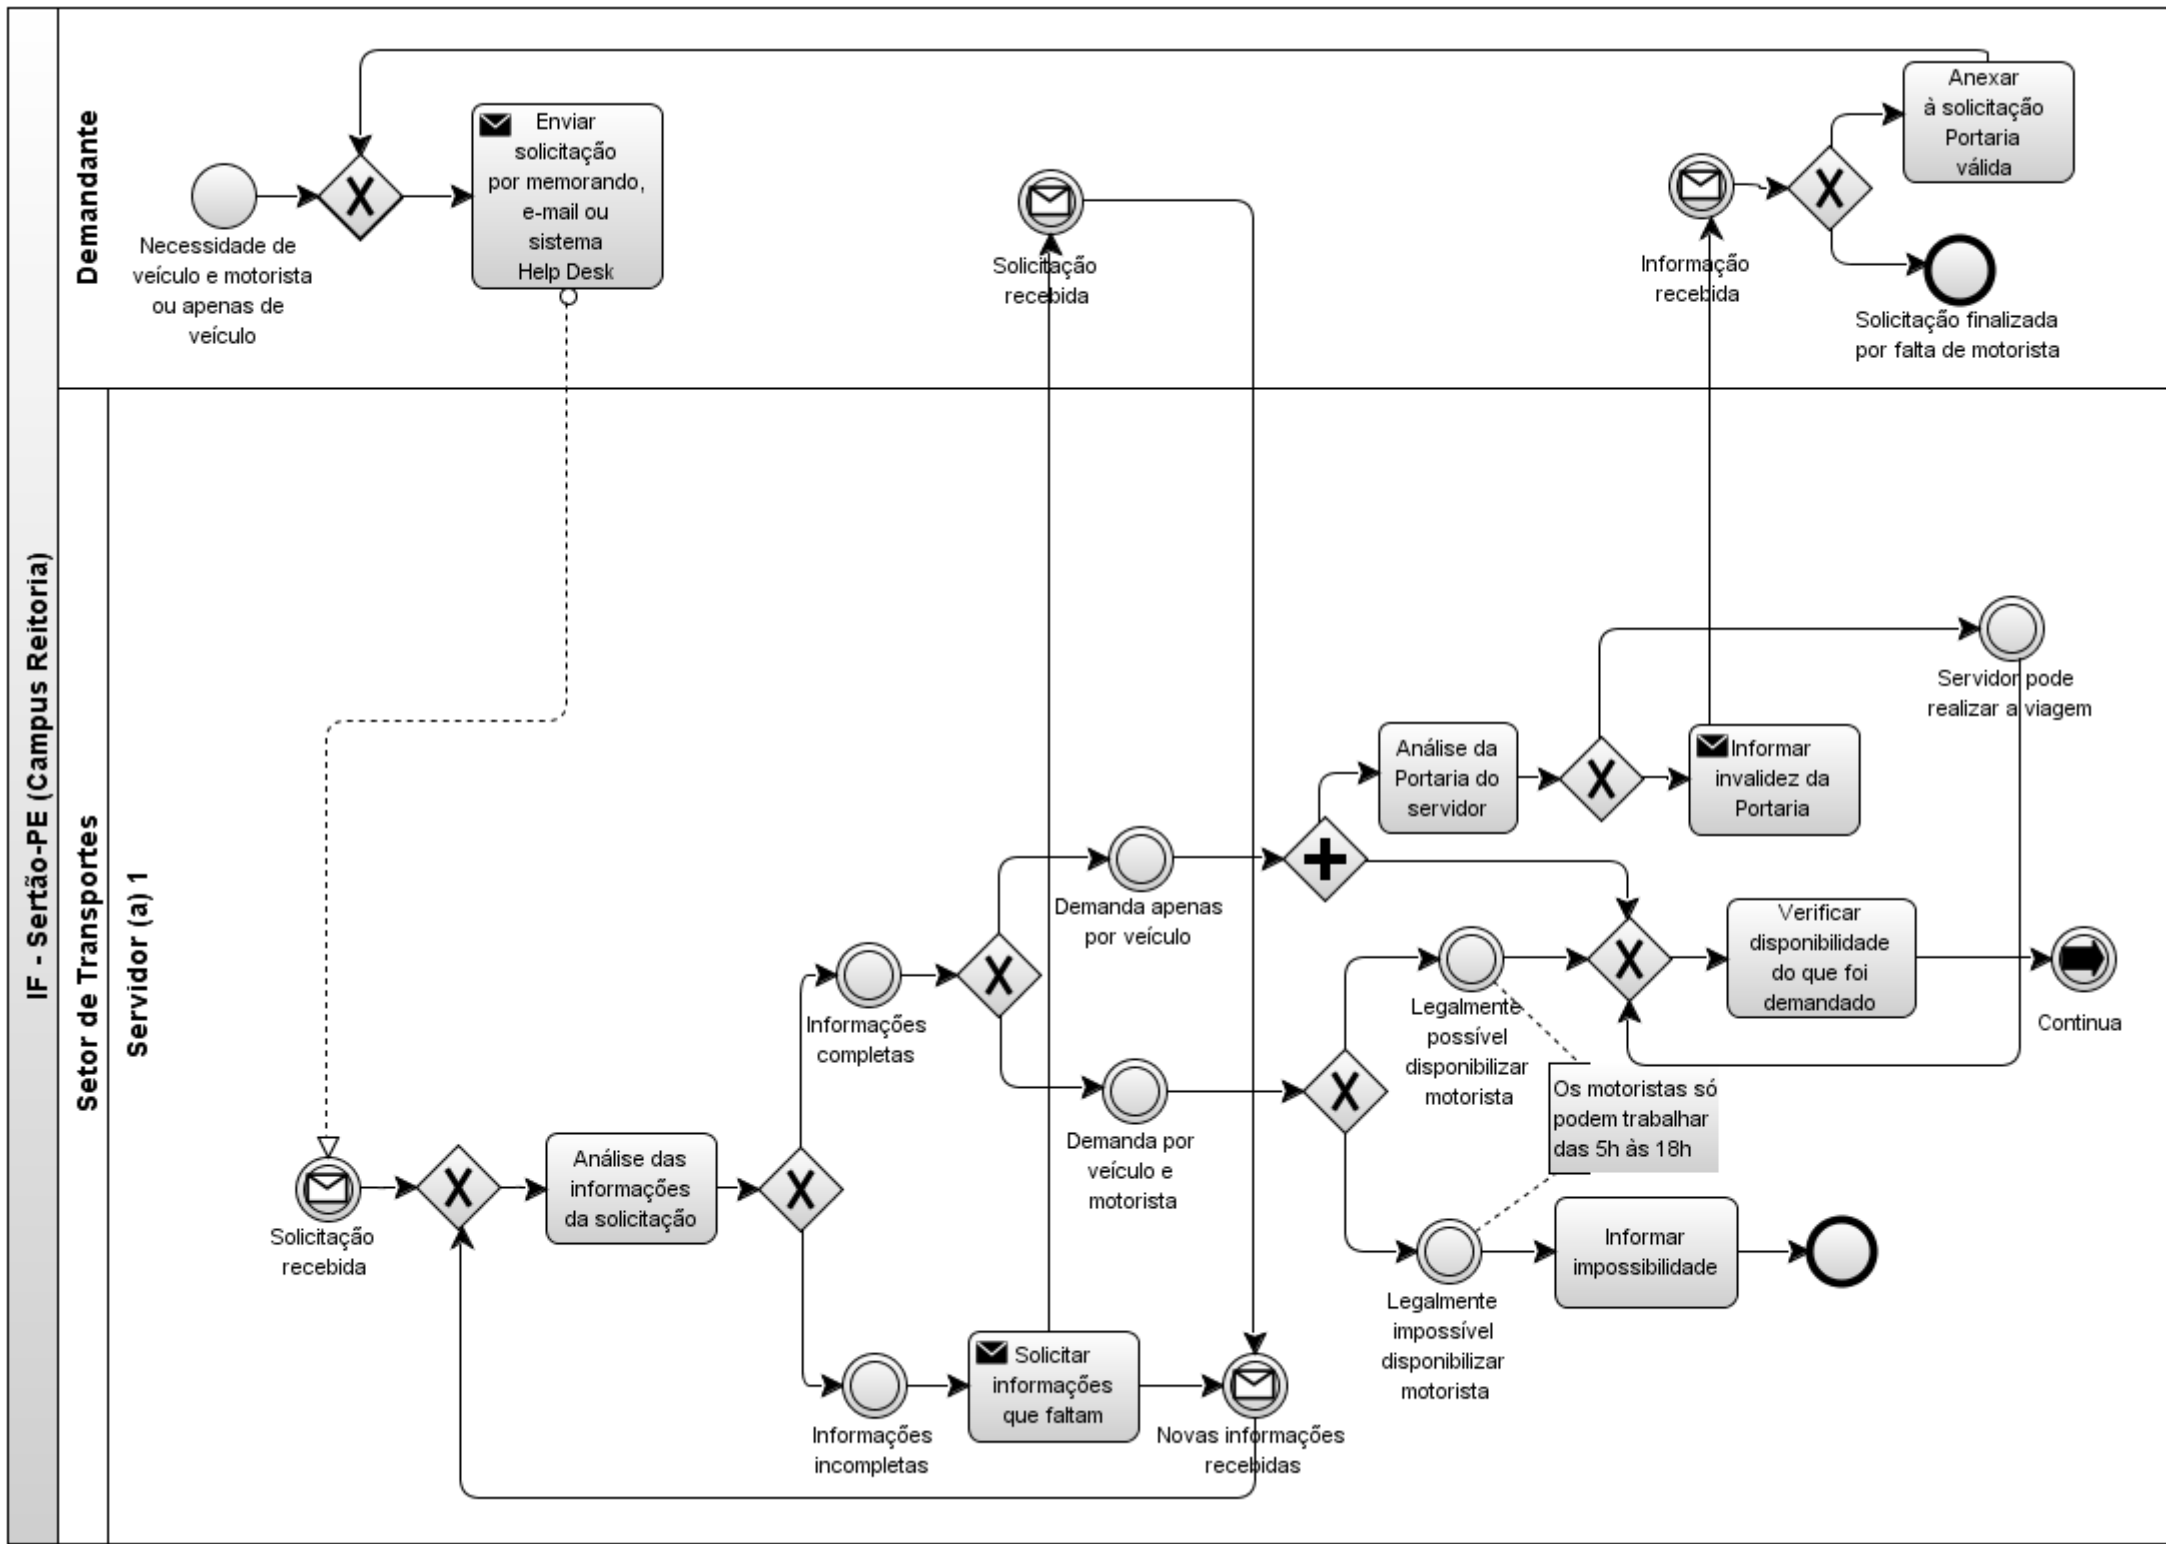 IF - Sertão-PE (Campus Reitoria)
Demandante
Necessidade de
veículo e motorista
ou apenas de
veículo
Enviar
solicitação
por memorando,
e-mail ou
sistema
Help Desk
Solicitação
recebida
Informação
recebida
Anexar
à solicitação
Portaria
válida
Solicitação finalizada
por falta de motorista
Setor de Transportes
Servidor (a) 1
Solicitação
recebida
Análise das
informações
da solicitação
Informações
completas
Informações
incompletas
Solicitar
informações
que faltam
Novas informações
recebidas
Demanda apenas
por veículo
Demanda por
veículo e
motorista
Análise da
Portaria do
servidor
Informar
invalidez da
Portaria
Servidor pode
realizar a viagem
Legalmente
possível
disponibilizar
motorista
Verificar
disponibilidade
do que foi
demandado
Continua
Os motoristas só
podem trabalhar
das 5h às 18h
Legalmente
impossível
disponibilizar
motorista
Informar
impossibilidade